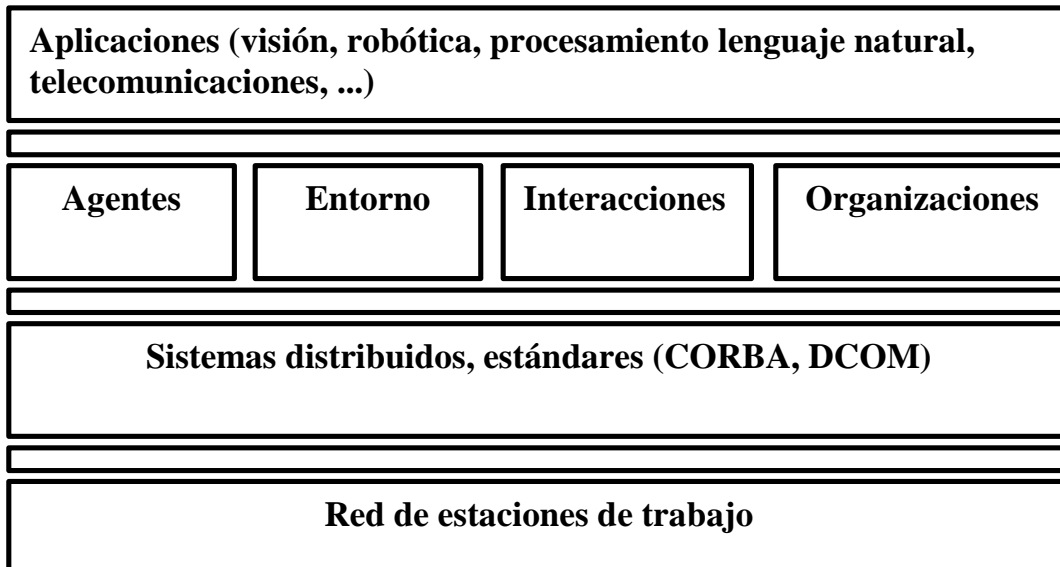 Aplicaciones (visión, robótica, procesamiento lenguaje natural,
telecomunicaciones, ...)
Agentes
Entorno
Interacciones
Organizaciones
Sistemas distribuidos, estándares (CORBA, DCOM)
Red de estaciones de trabajo